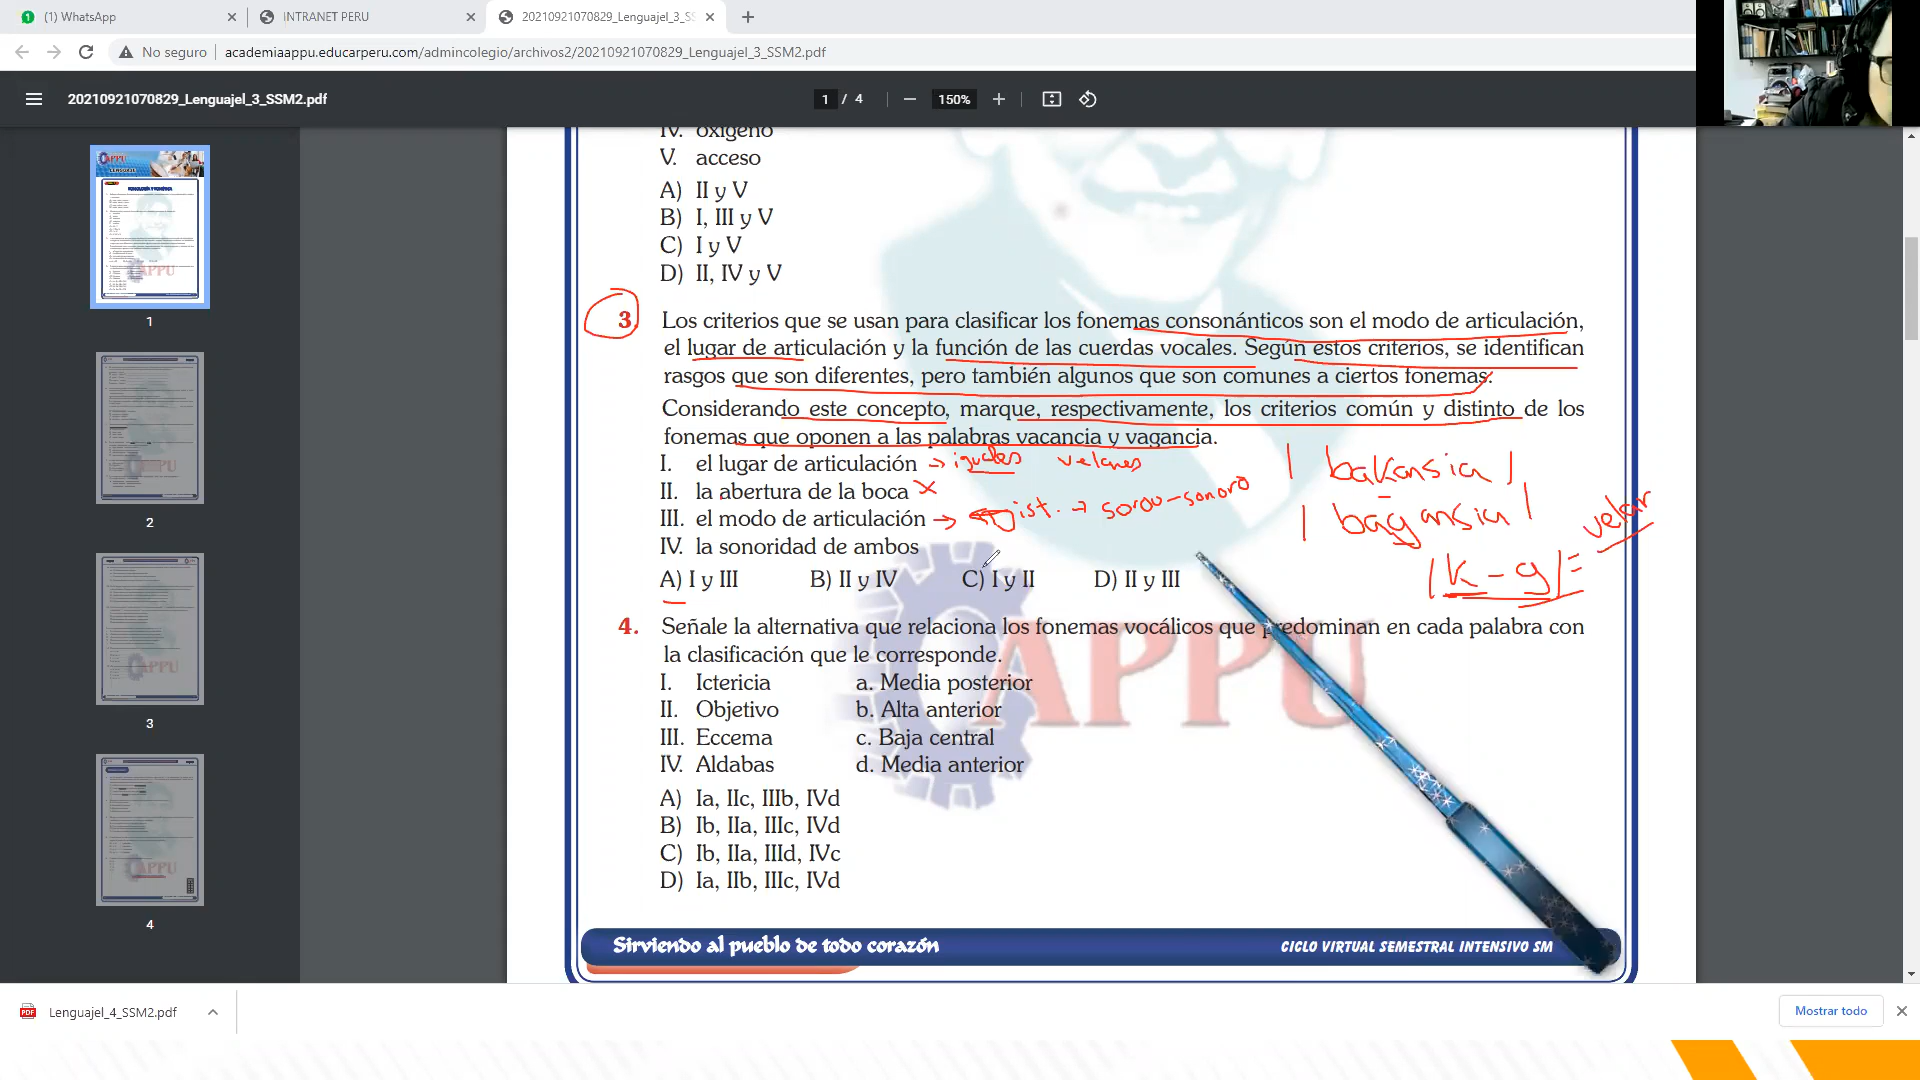 (1) WhatsApp
INTRANET PERU
20210921070829_Lenguajel_3_SS
No seguro
academiaappu.educarperu.com/admincolegio/archivos2/20210921070829_Lenguajel_3_SSM2.pdf
20210921070829_Lenguajel_3_SSM2.pdf
1 / 4
150%
IV. oxígeno
V. acceso
A) II y V
B) I, III y V
C) I y V
D) II, IV y V
3. Los criterios que se usan para clasificar los fonemas consonánticos son el modo de articulación,
el lugar de articulación y la función de las cuerdas vocales. Según estos criterios, se identifican
rasgos que son diferentes, pero también algunos que son comunes a ciertos fonemas.
Considerando este concepto, marque, respectivamente, los criterios común y distinto de los
fonemas que oponen a las palabras vacancia y vagancia.
I. el lugar de articulación → iguales velares
| bakansia |
II. la abertura de la boca x
III. el modo de articulación → ist. → sordo-sonoro
| bagansia |
velar
IV. la sonoridad de ambos
|k - g| =
A) I y III B) II y IV C) I y II D) II y III
4. Señale la alternativa que relaciona los fonemas vocálicos que predominan en cada palabra con
la clasificación que le corresponde.
I. Ictericia a. Media posterior
II. Objetivo b. Alta anterior
III. Eccema c. Baja central
IV. Aldabas d. Media anterior
A) Ia, IIc, IIIb, IVd
B) Ib, IIa, IIIc, IVd
C) Ib, IIa, IIId, IVc
D) Ia, IIb, IIIc, IVd
APPU
Sirviendo al pueblo de todo corazón
CICLO VIRTUAL SEMESTRAL INTENSIVO SM
1
2
3
4
Lenguajel_4_SSM2.pdf
Mostrar todo